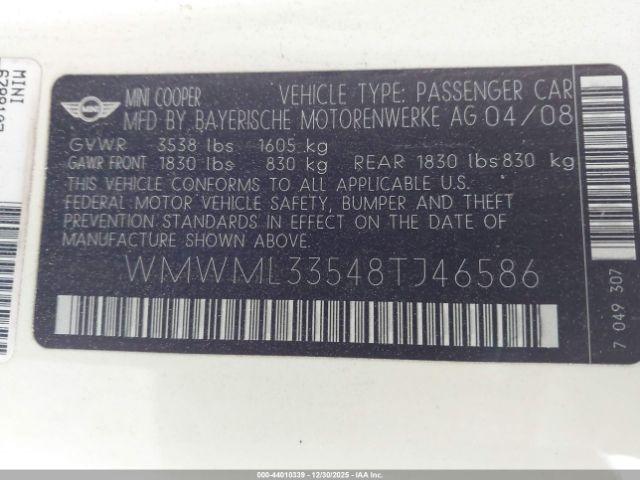 MINI COOPER VEHICLE TYPE: PASSENGER CAR
MFD BY BAYERISCHE MOTORENWERKE AG 04/08
GVWR 3538 lbs 1605 kg
GAWR FRONT 1830 lbs 830 kg REAR 1830 lbs 830 kg
THIS VEHICLE CONFORMS TO ALL APPLICABLE U.S.
FEDERAL MOTOR VEHICLE SAFETY, BUMPER AND THEFT
PREVENTION STANDARDS IN EFFECT ON THE DATE OF
MANUFACTURE SHOWN ABOVE.
WMWML33548TJ46586
7 049 307
MINI
000-44010339 - 12/30/2025 - IAAI.com